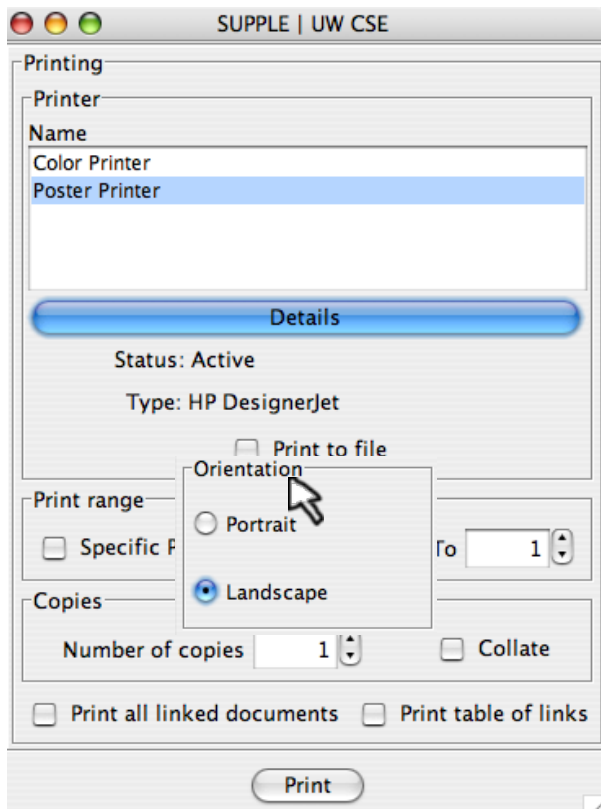 SUPPLE | UW CSE
Printing
Printer
Name
Color Printer
Poster Printer
Details
Status: Active
Type: HP DesignerJet
Print to file
Orientation
Print range
Portrait
Specific To 1
Landscape
Copies
Number of copies 1 Collate
Print all linked documents Print table of links
Print